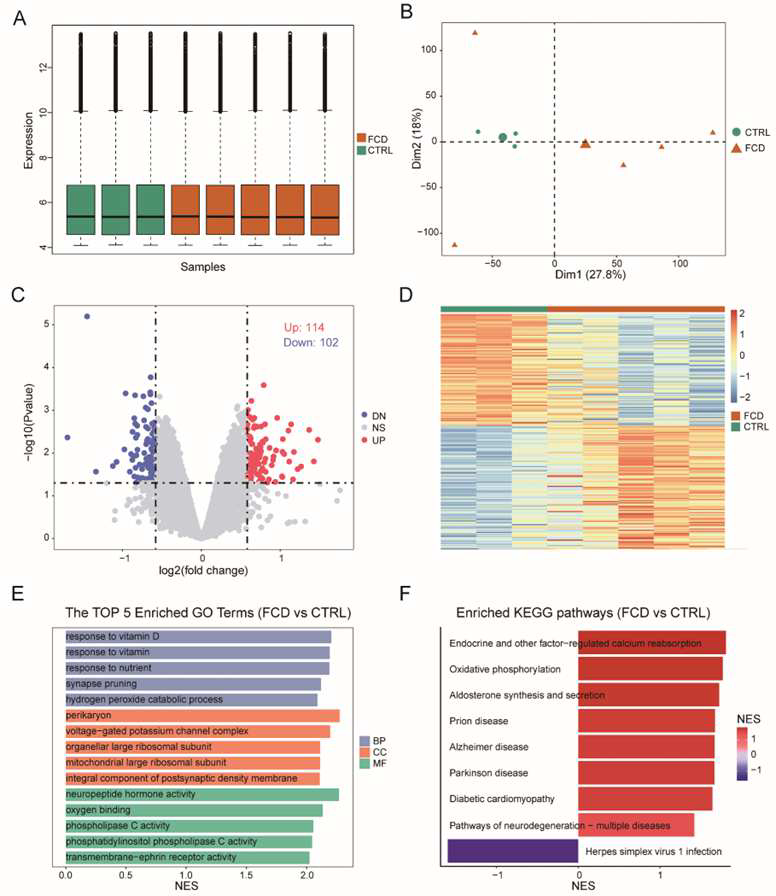 A
Expression
12
10
8
6
4
Samples
FCD
CTRL
B
Dim2 (18%)
100
50
0
−50
−100
−50
0
50
100
Dim1 (27.8%)
CTRL
FCD
C
Up: 114
Down: 102
−log10(Pvalue)
5
4
3
2
1
0
−1
0
1
log2(fold change)
DN
NS
UP
D
2
1
0
−1
−2
FCD
CTRL
E
The TOP 5 Enriched GO Terms (FCD vs CTRL)
response to vitamin D
response to vitamin
response to nutrient
synapse pruning
hydrogen peroxide catabolic process
perikaryon
voltage-gated potassium channel complex
organellar large ribosomal subunit
mitochondrial large ribosomal subunit
integral component of postsynaptic density membrane
neuropeptide hormone activity
oxygen binding
phospholipase C activity
phosphatidylinositol phospholipase C activity
transmembrane-ephrin receptor activity
0.0
0.5
1.0
1.5
2.0
NES
BP
CC
MF
F
Enriched KEGG pathways (FCD vs CTRL)
Endocrine and other factor−regulated calcium reabsorption
Oxidative phosphorylation
Aldosterone synthesis and secretion
Prion disease
Alzheimer disease
Parkinson disease
Diabetic cardiomyopathy
Pathways of neurodegeneration − multiple diseases
Herpes simplex virus 1 infection
−1
0
1
NES
NES
1
0
−1